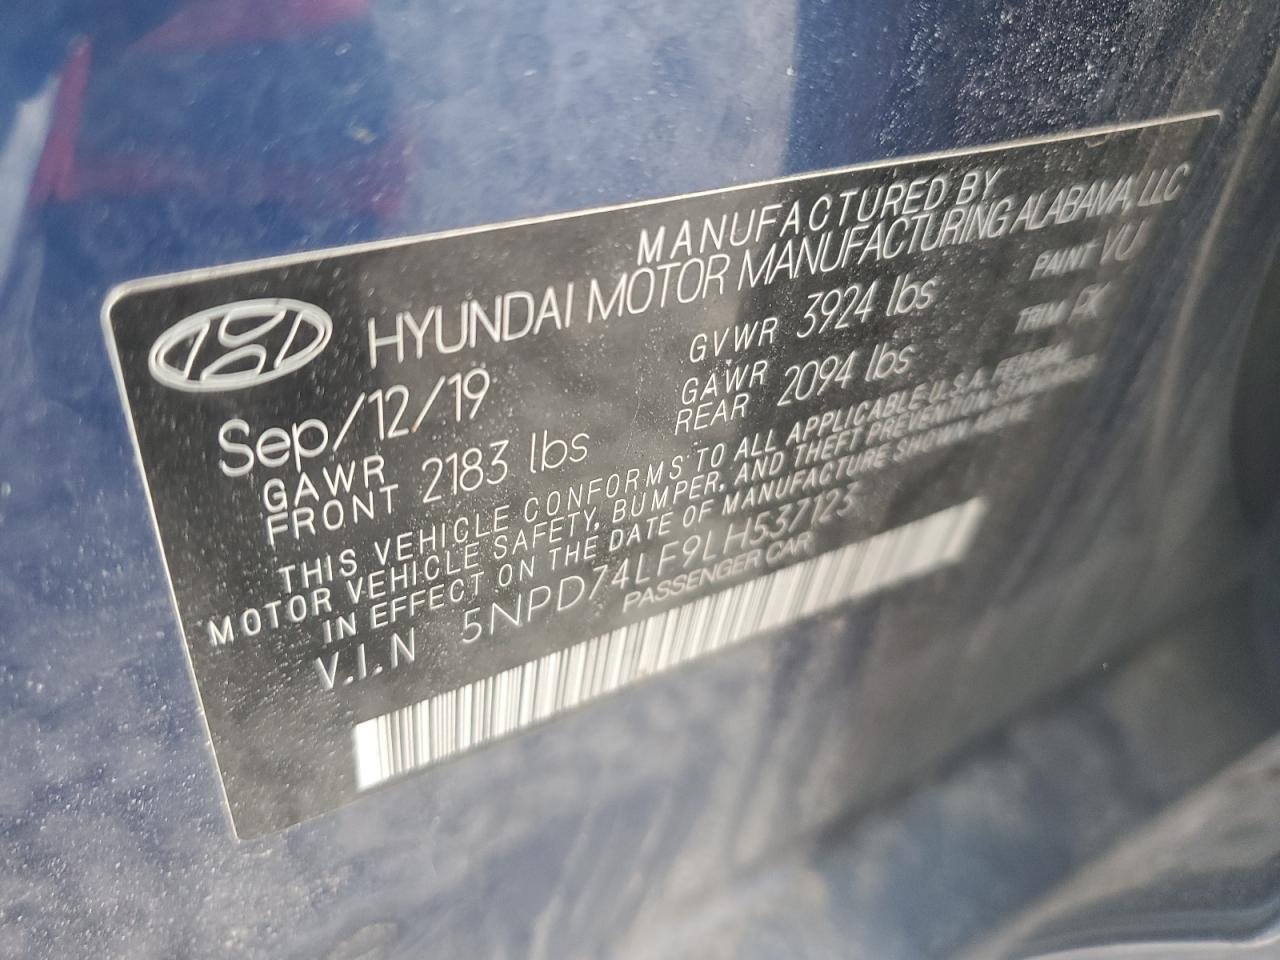 MANUFACTURED BY
HYUNDAI MOTOR MANUFACTURING ALABAMA, LLC
Sep/12/19
GVWR 3924 lbs
PAINT VU
GAWR FRONT 2183 lbs
GAWR REAR 2094 lbs
TRIM FK
THIS VEHICLE CONFORMS TO ALL APPLICABLE U.S.A. FEDERAL
MOTOR VEHICLE SAFETY, BUMPER, AND THEFT PREVENTION STANDARDS
IN EFFECT ON THE DATE OF MANUFACTURE SHOWN ABOVE
V.I.N 5NPD74LF9LH537123
PASSENGER CAR